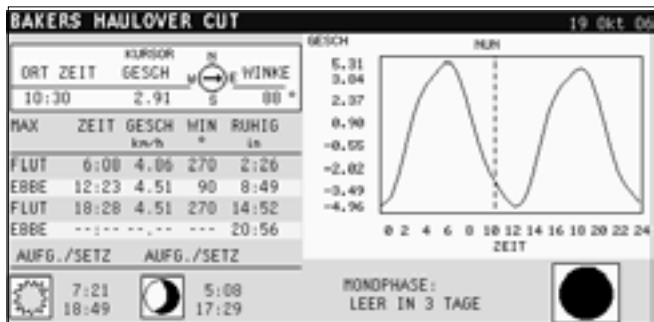 BAKERS HAULOVER CUT 19 Okt 06
KURSOR
ORT ZEIT GESCH WINKE
N
W E
S
10:30 2.91 88 °
MAX ZEIT GESCH WIN RUHIG
km/h ° in
FLUT 6:08 4.86 270 2:26
EBBE 12:23 4.51 90 8:49
FLUT 18:28 4.51 270 14:52
EBBE --:-- --.-- --- 20:56
AUFG./SETZ AUFG./SETZ
7:21 5:08
18:49 17:29
GESCH
NUN
5.31
3.84
2.37
0.90
-0.55
-2.02
-3.49
-4.96
0 2 4 6 8 10 12 14 16 18 20 22 24
ZEIT
MONDPHASE:
LEER IN 3 TAGE